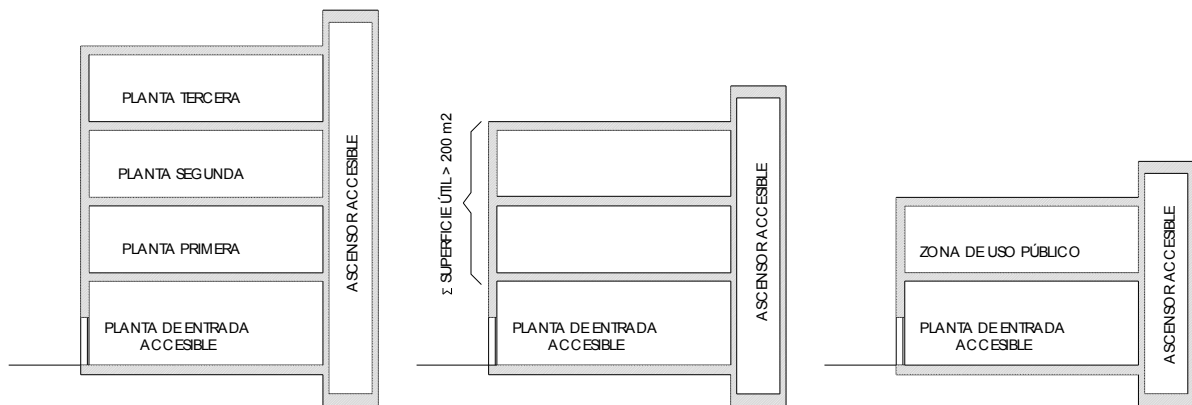 PLANTA TERCERA
PLANTA SEGUNDA
PLANTA PRIMERA
PLANTA DE ENTRADA
ACCESIBLE
ASCENSOR ACCESIBLE
Σ SUPERFICIE ÚTIL > 200 m2
PLANTA DE ENTRADA
ACCESIBLE
ASCENSOR ACCESIBLE
ZONA DE USO PÚBLICO
PLANTA DE ENTRADA
ACCESIBLE
ASCENSOR ACCESIBLE